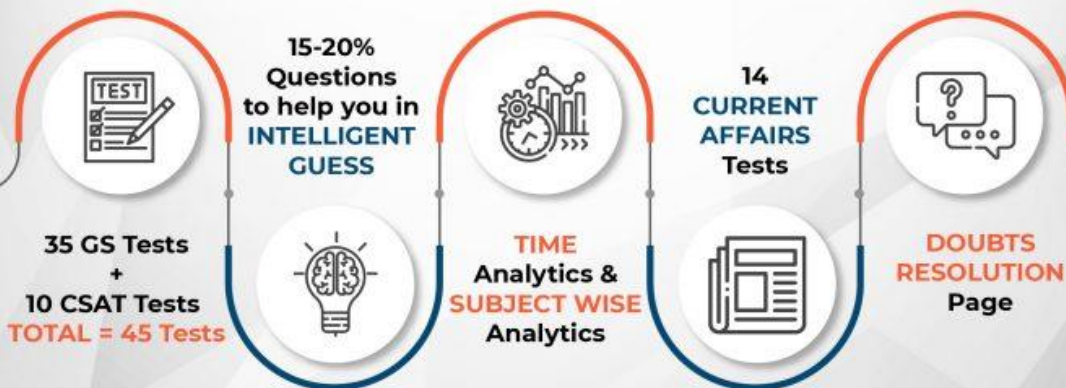 TEST
35 GS Tests
+
10 CSAT Tests
TOTAL = 45 Tests
15-20%
Questions
to help you in
INTELLIGENT
GUESS
TIME
Analytics &
SUBJECT WISE
Analytics
14
CURRENT
AFFAIRS
Tests
?
DOUBTS
RESOLUTION
Page